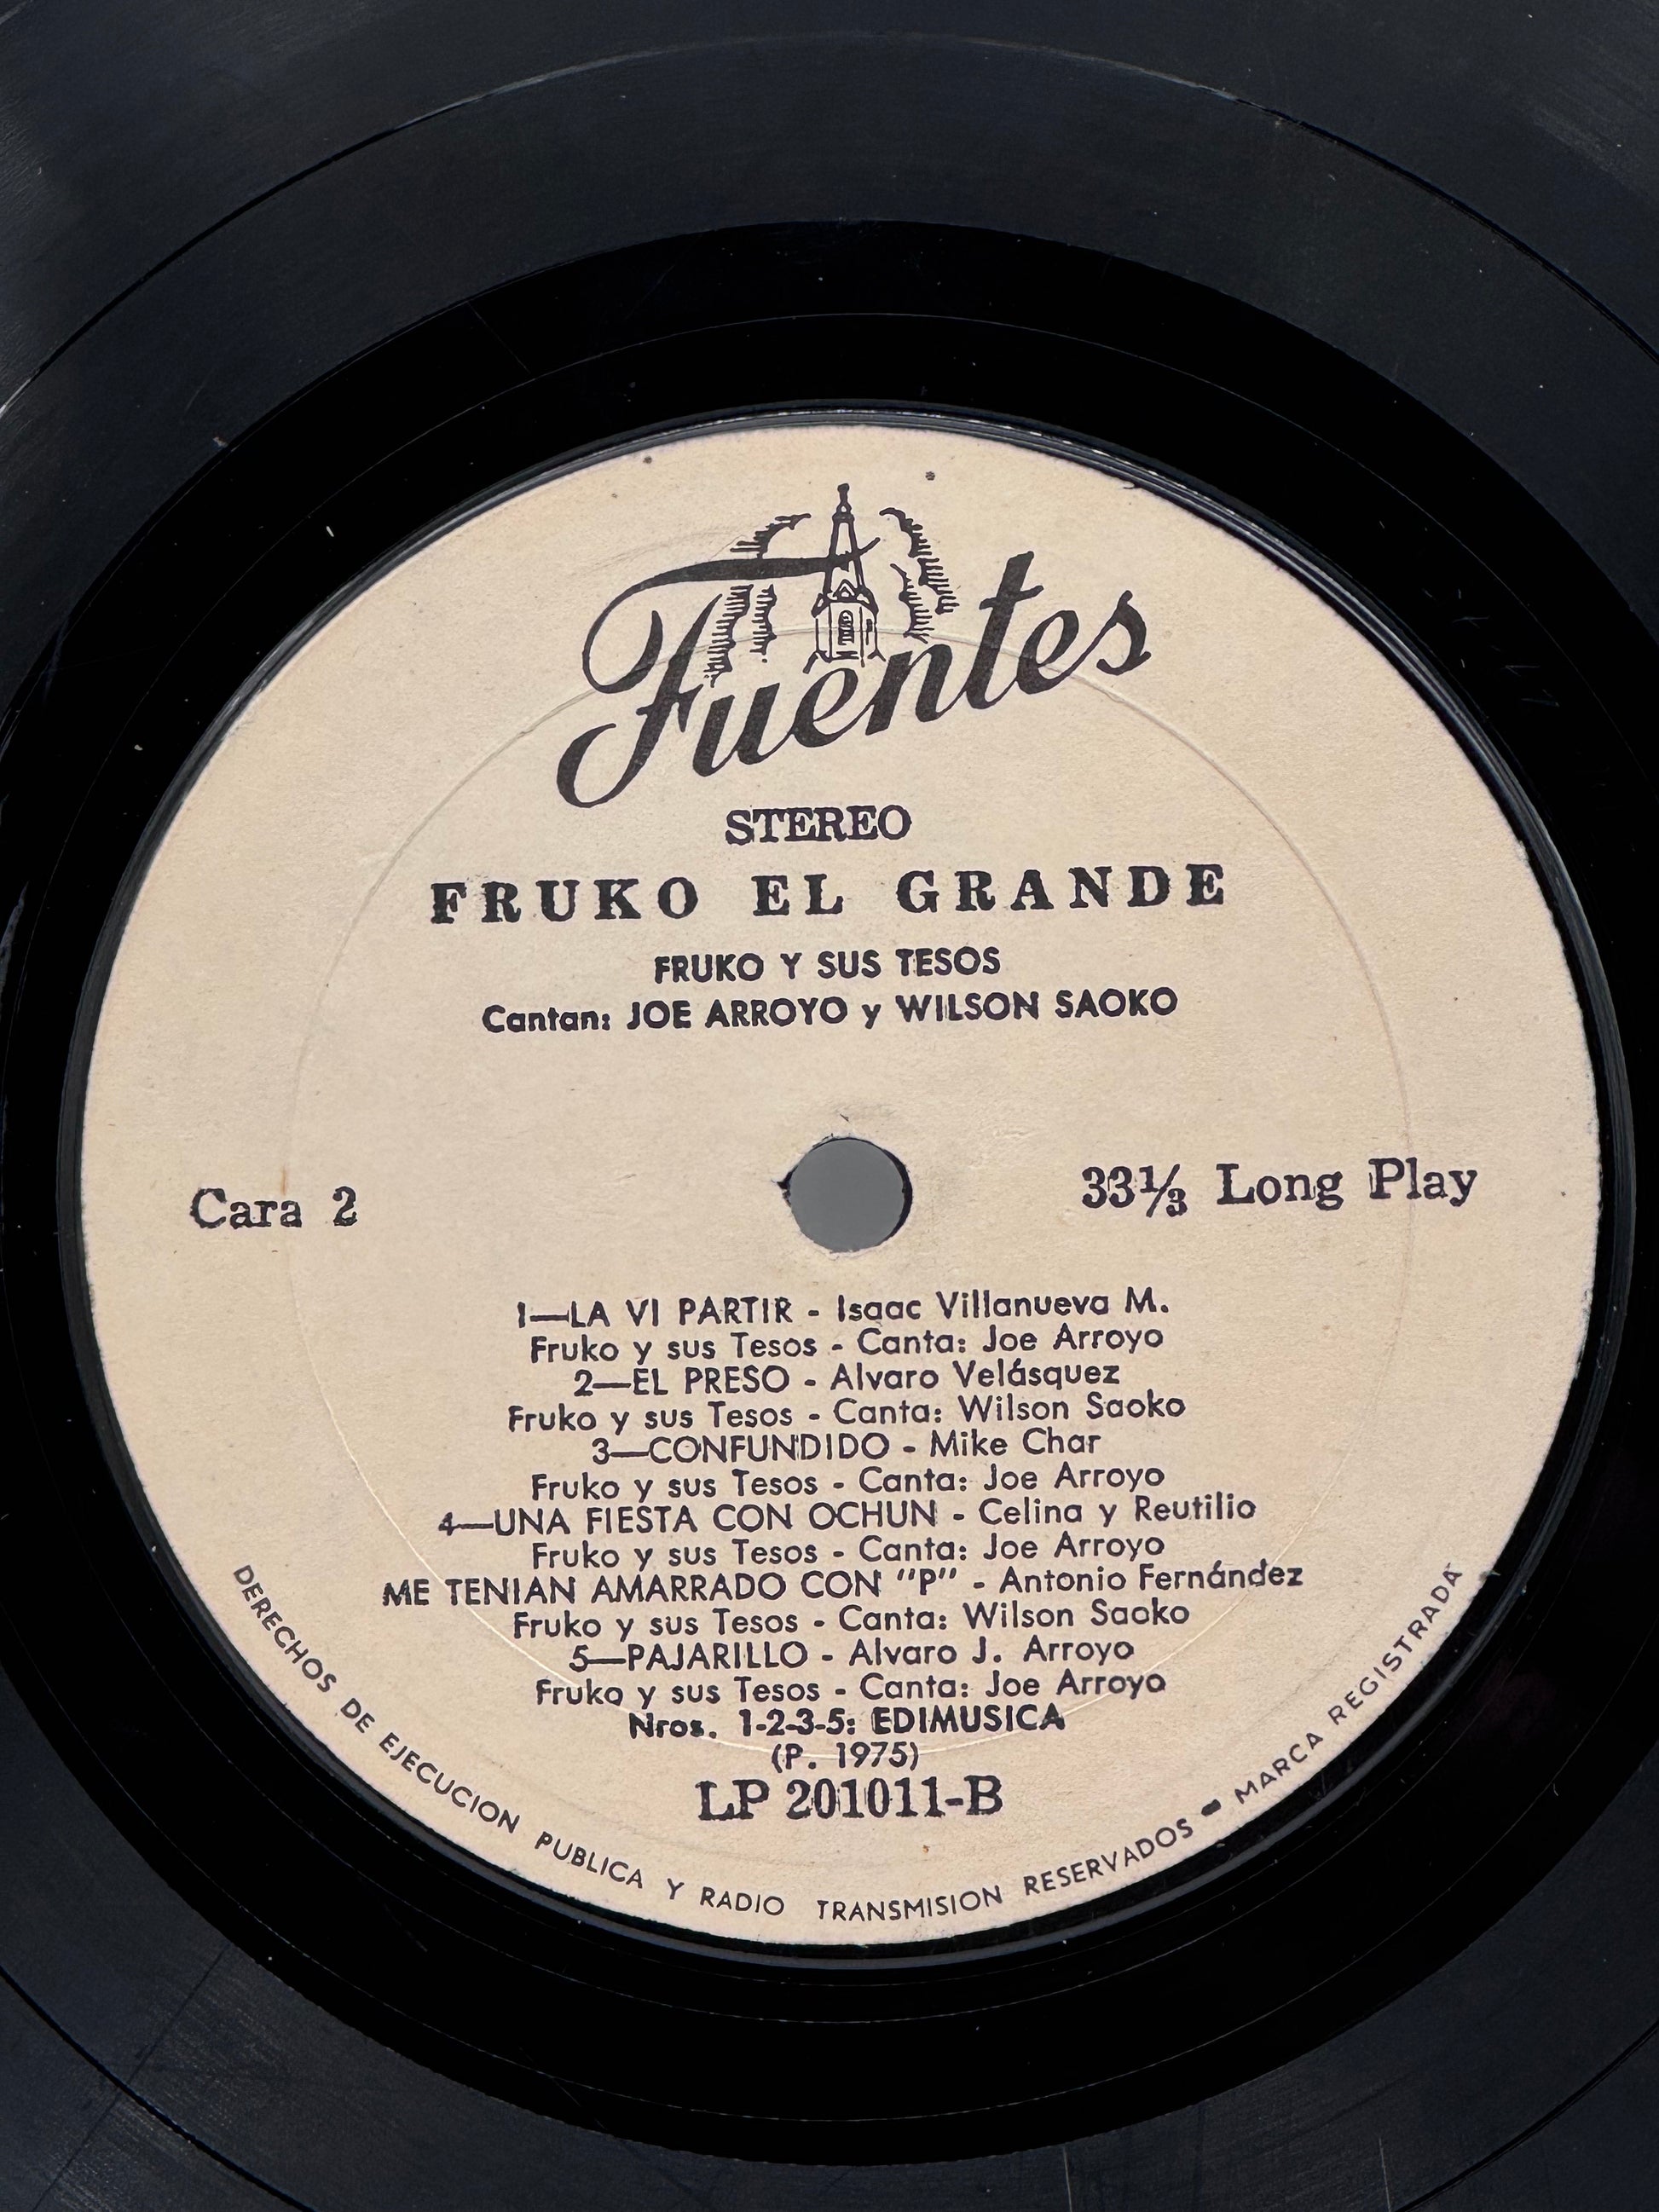 Fuentes
STEREO
FRUKO EL GRANDE
FRUKO Y SUS TESOS
Cantan: JOE ARROYO y WILSON SAOKO
Cara 2
33⅓ Long Play
1—LA VI PARTIR - Isaac Villanueva M.
Fruko y sus Tesos - Canta: Joe Arroyo
2—EL PRESO - Alvaro Velásquez
Fruko y sus Tesos - Canta: Wilson Saoko
3—CONFUNDIDO - Mike Char
Fruko y sus Tesos - Canta: Joe Arroyo
4—UNA FIESTA CON OCHUN - Celina y Reutilio
Fruko y sus Tesos - Canta: Joe Arroyo
ME TENIAN AMARRADO CON "P" - Antonio Fernández
Fruko y sus Tesos - Canta: Wilson Saoko
5—PAJARILLO - Alvaro J. Arroyo
Fruko y sus Tesos - Canta: Joe Arroyo
Nros. 1-2-3-5: EDIMUSICA
(P. 1975)
LP 201011-B
DERECHOS DE EJECUCION PUBLICA Y RADIO TRANSMISION RESERVADOS - MARCA REGISTRADA